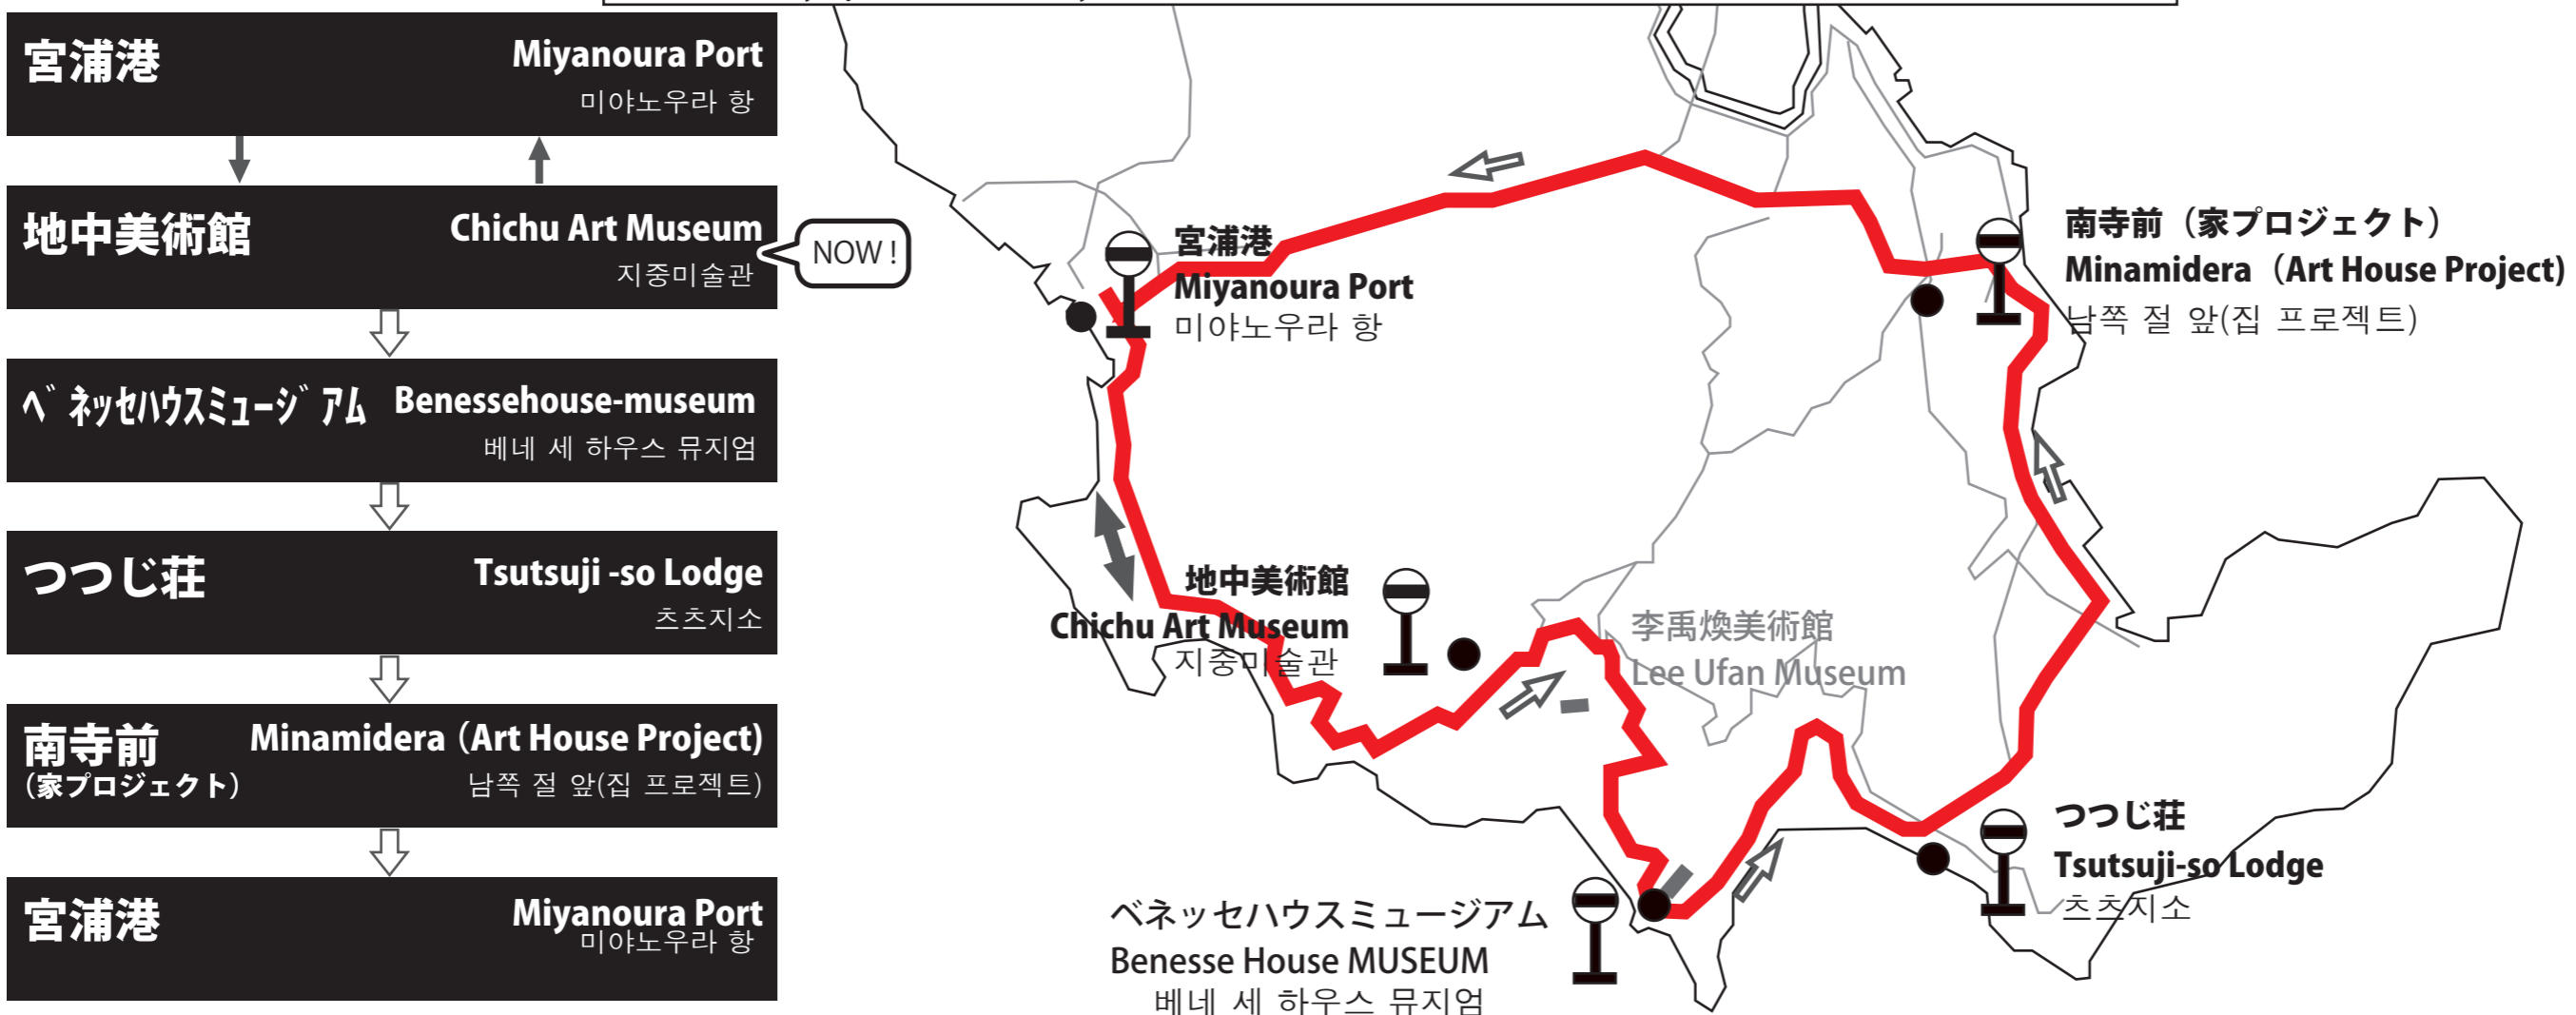 宮浦港
Miyanoura Port
미야노우라 항
地中美術館
Chichu Art Museum
지중미술관
NOW !
ベネッセハウスミュージアム
Benessehouse-museum
베네 세 하우스 뮤지엄
つつじ荘
Tsutsuji -so Lodge
츠츠지소
南寺前
(家プロジェクト)
Minamidera (Art House Project)
남쪽 절 앞(집 프로젝트)
宮浦港
Miyanoura Port
미야노우라 항
宮浦港
Miyanoura Port
미야노우라 항
南寺前（家プロジェクト）
Minamidera（Art House Project)
남쪽 절 앞(집 프로젝트)
地中美術館
Chichu Art Museum
지중미술관
李禹煥美術館
Lee Ufan Museum
つつじ荘
Tsutsuji-so Lodge
츠츠지소
ベネッセハウスミュージアム
Benesse House MUSEUM
베네 세 하우스 뮤지엄